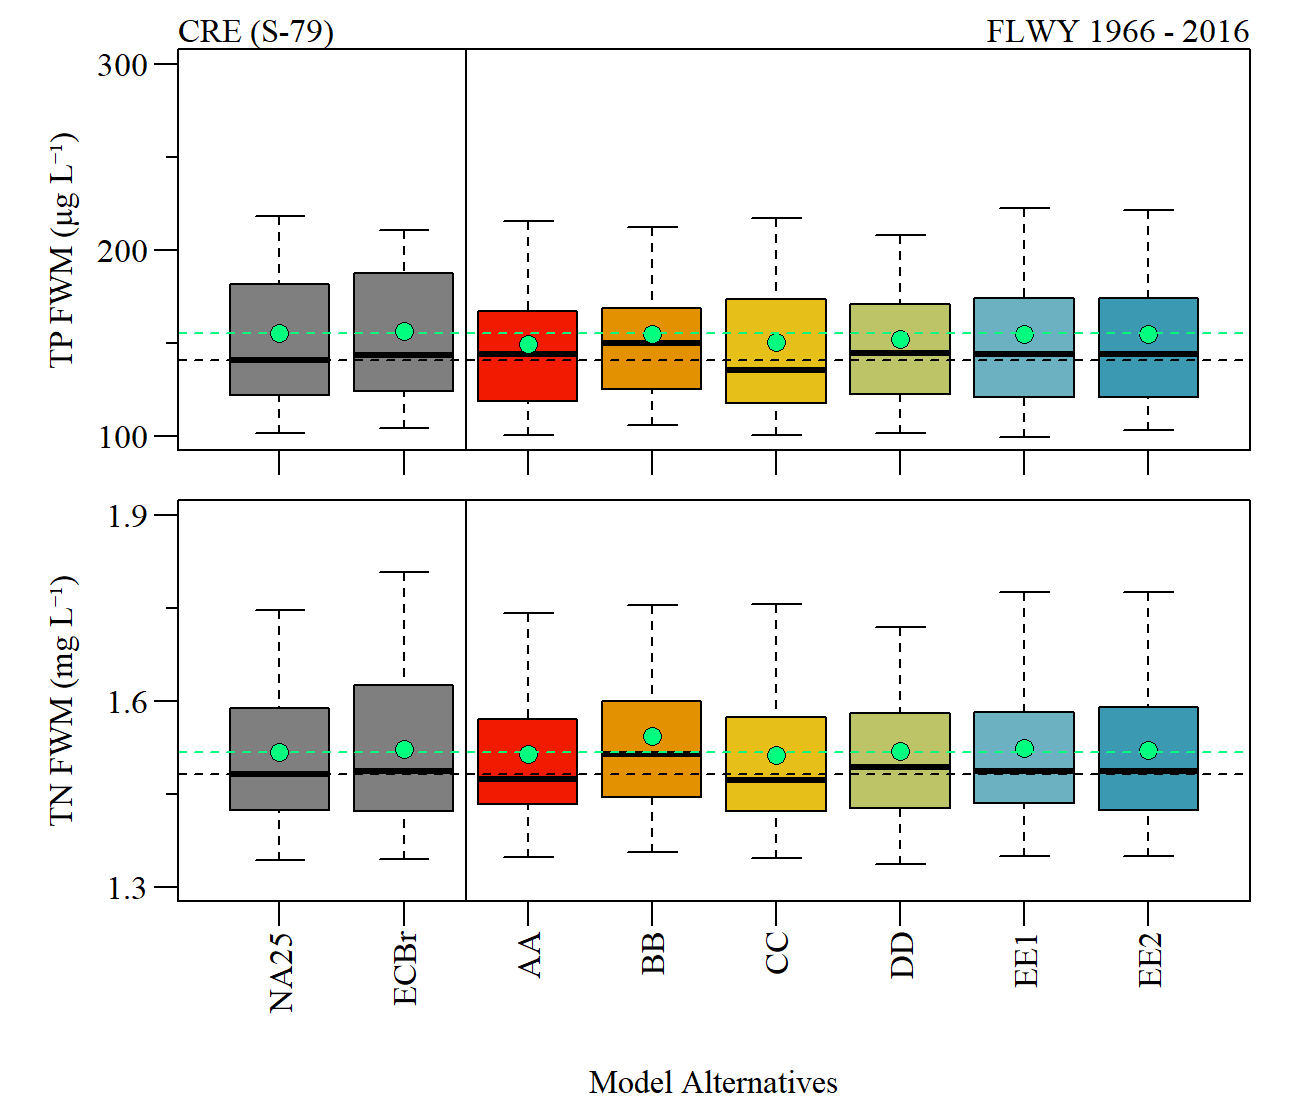 CRE (S-79)
FLWY 1966 - 2016
TP FWM (μg L⁻¹)
300
200
100
TN FWM (mg L⁻¹)
1.9
1.6
1.3
NA25
ECBr
AA
BB
CC
DD
EE1
EE2
Model Alternatives